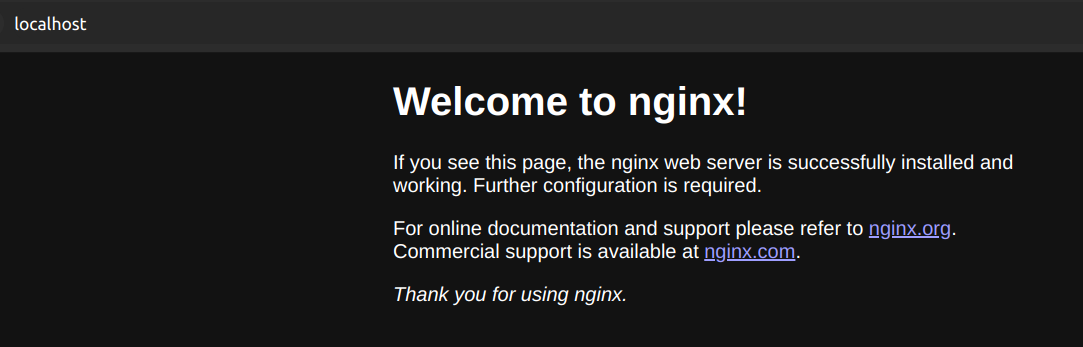 localhost
Welcome to nginx!
If you see this page, the nginx web server is successfully installed and
working. Further configuration is required.
For online documentation and support please refer to nginx.org.
Commercial support is available at nginx.com.
Thank you for using nginx.